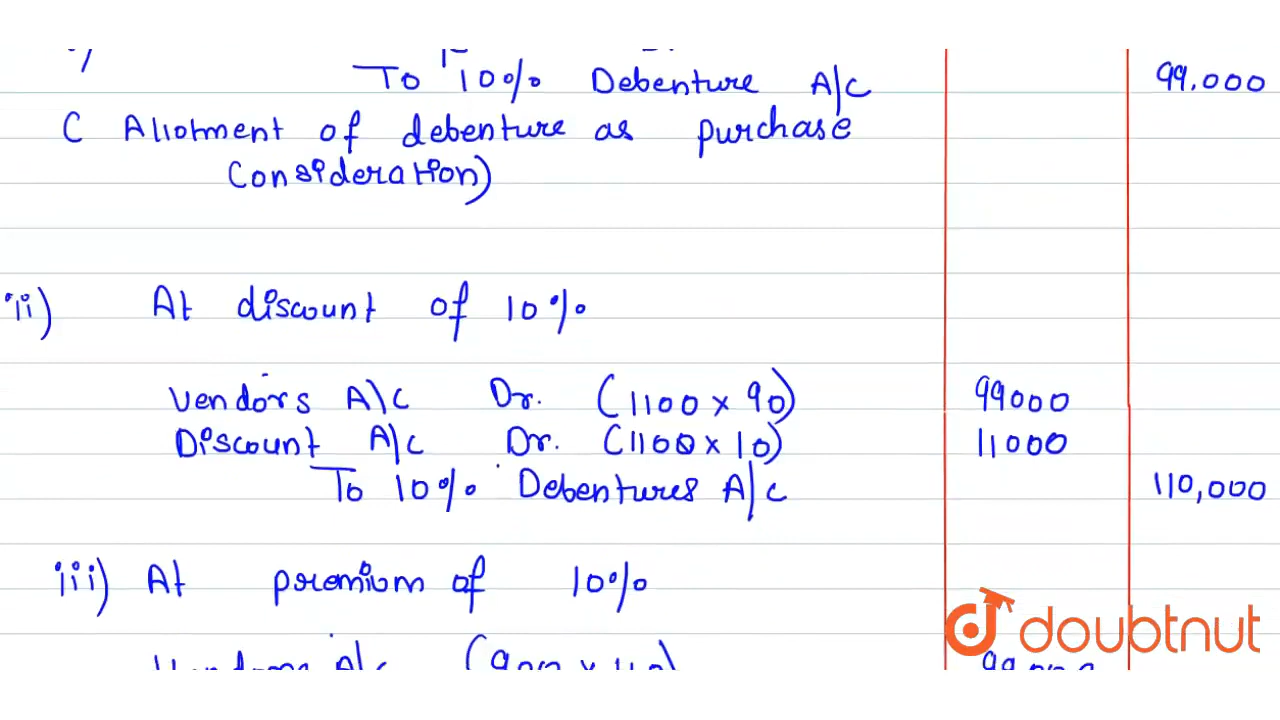 To 10% Debenture A/C 99.000
( Allotment of debenture as purchase
Consideration)
ii) At discount of 10%
Vendors A/C Dr. (1100 x 90) 99000
Discount A/C Dr. (1100 x 10) 11000
To 10% Debentures A/C 110,000
iii) At premium of 10%
doubtnut